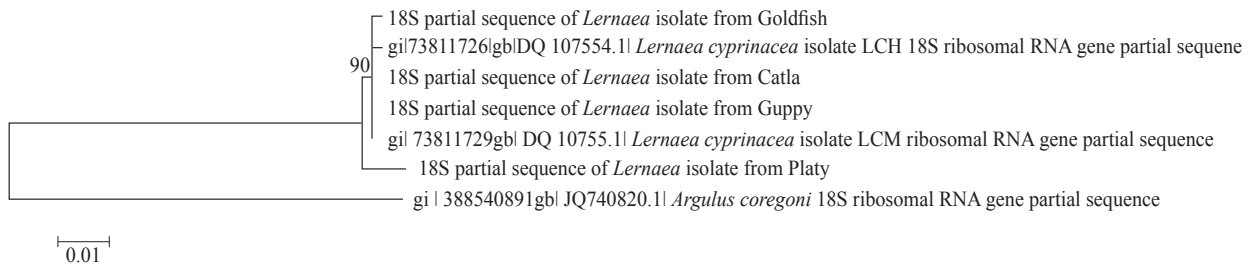 18S partial sequence of Lernaea isolate from Goldfish
gi|73811726|gb|DQ 107554.1| Lernaea cyprinacea isolate LCH 18S ribosomal RNA gene partial sequene
90
18S partial sequence of Lernaea isolate from Catla
18S partial sequence of Lernaea isolate from Guppy
gi| 73811729gb| DQ 10755.1| Lernaea cyprinacea isolate LCM ribosomal RNA gene partial sequence
18S partial sequence of Lernaea isolate from Platy
gi | 388540891gb| JQ740820.1| Argulus coregoni 18S ribosomal RNA gene partial sequence
0.01